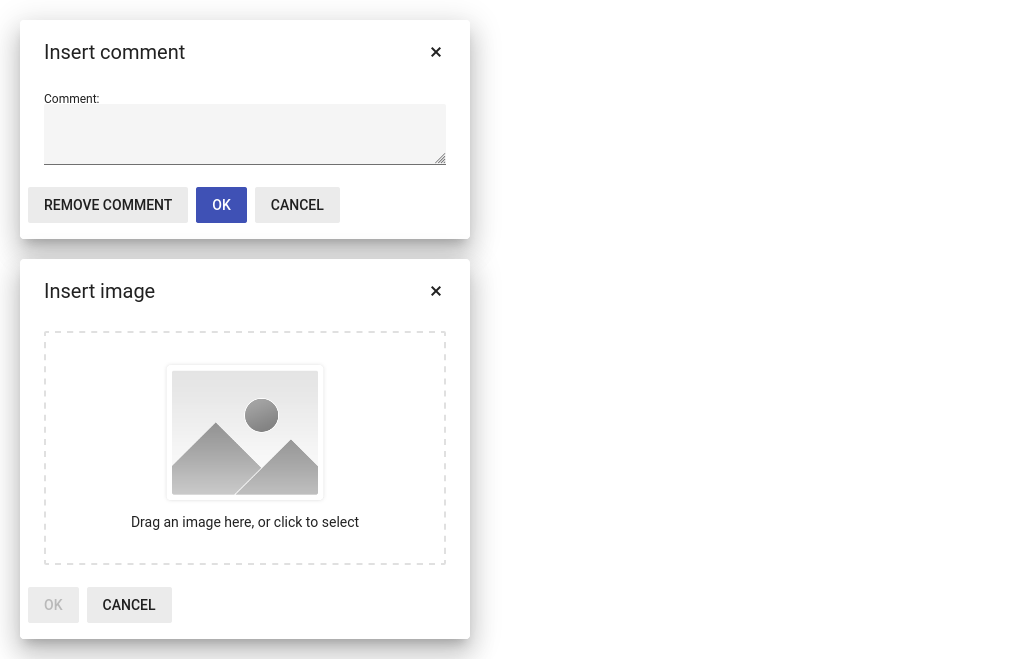 Insert comment
×
Comment:
REMOVE COMMENT OK CANCEL
Insert image
×
Drag an image here, or click to select
OK CANCEL